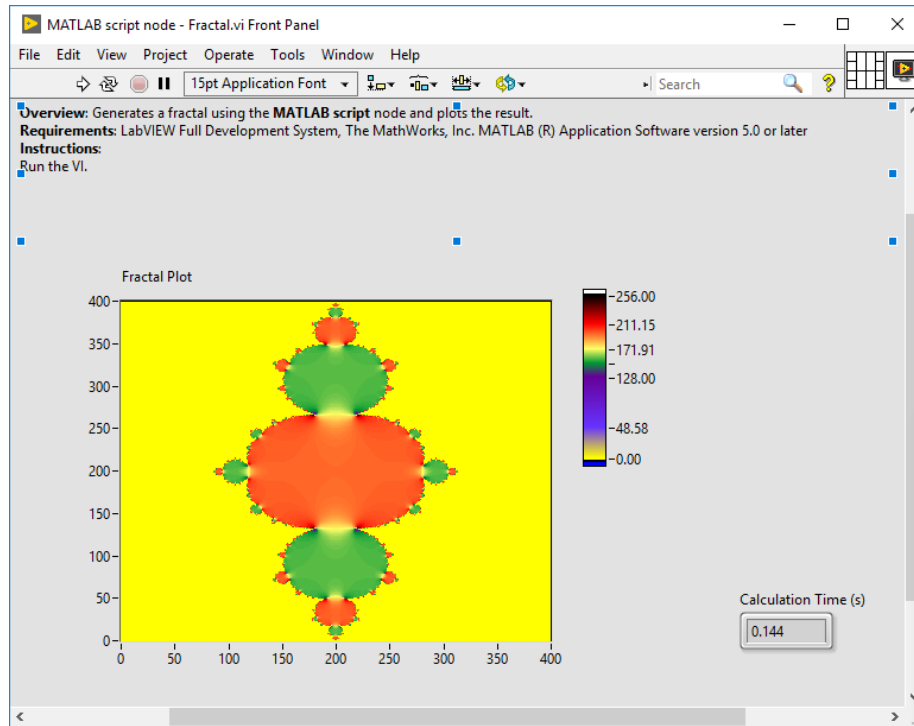 MATLAB script node - Fractal.vi Front Panel
File Edit View Project Operate Tools Window Help
15pt Application Font
Search
Overview: Generates a fractal using the MATLAB script node and plots the result.
Requirements: LabVIEW Full Development System, The MathWorks, Inc. MATLAB (R) Application Software version 5.0 or later
Instructions:
Run the VI.
Fractal Plot
400
350
300
250
200
150
100
50
0
0 50 100 150 200 250 300 350 400
256.00
211.15
171.91
128.00
48.58
0.00
Calculation Time (s)
0.144